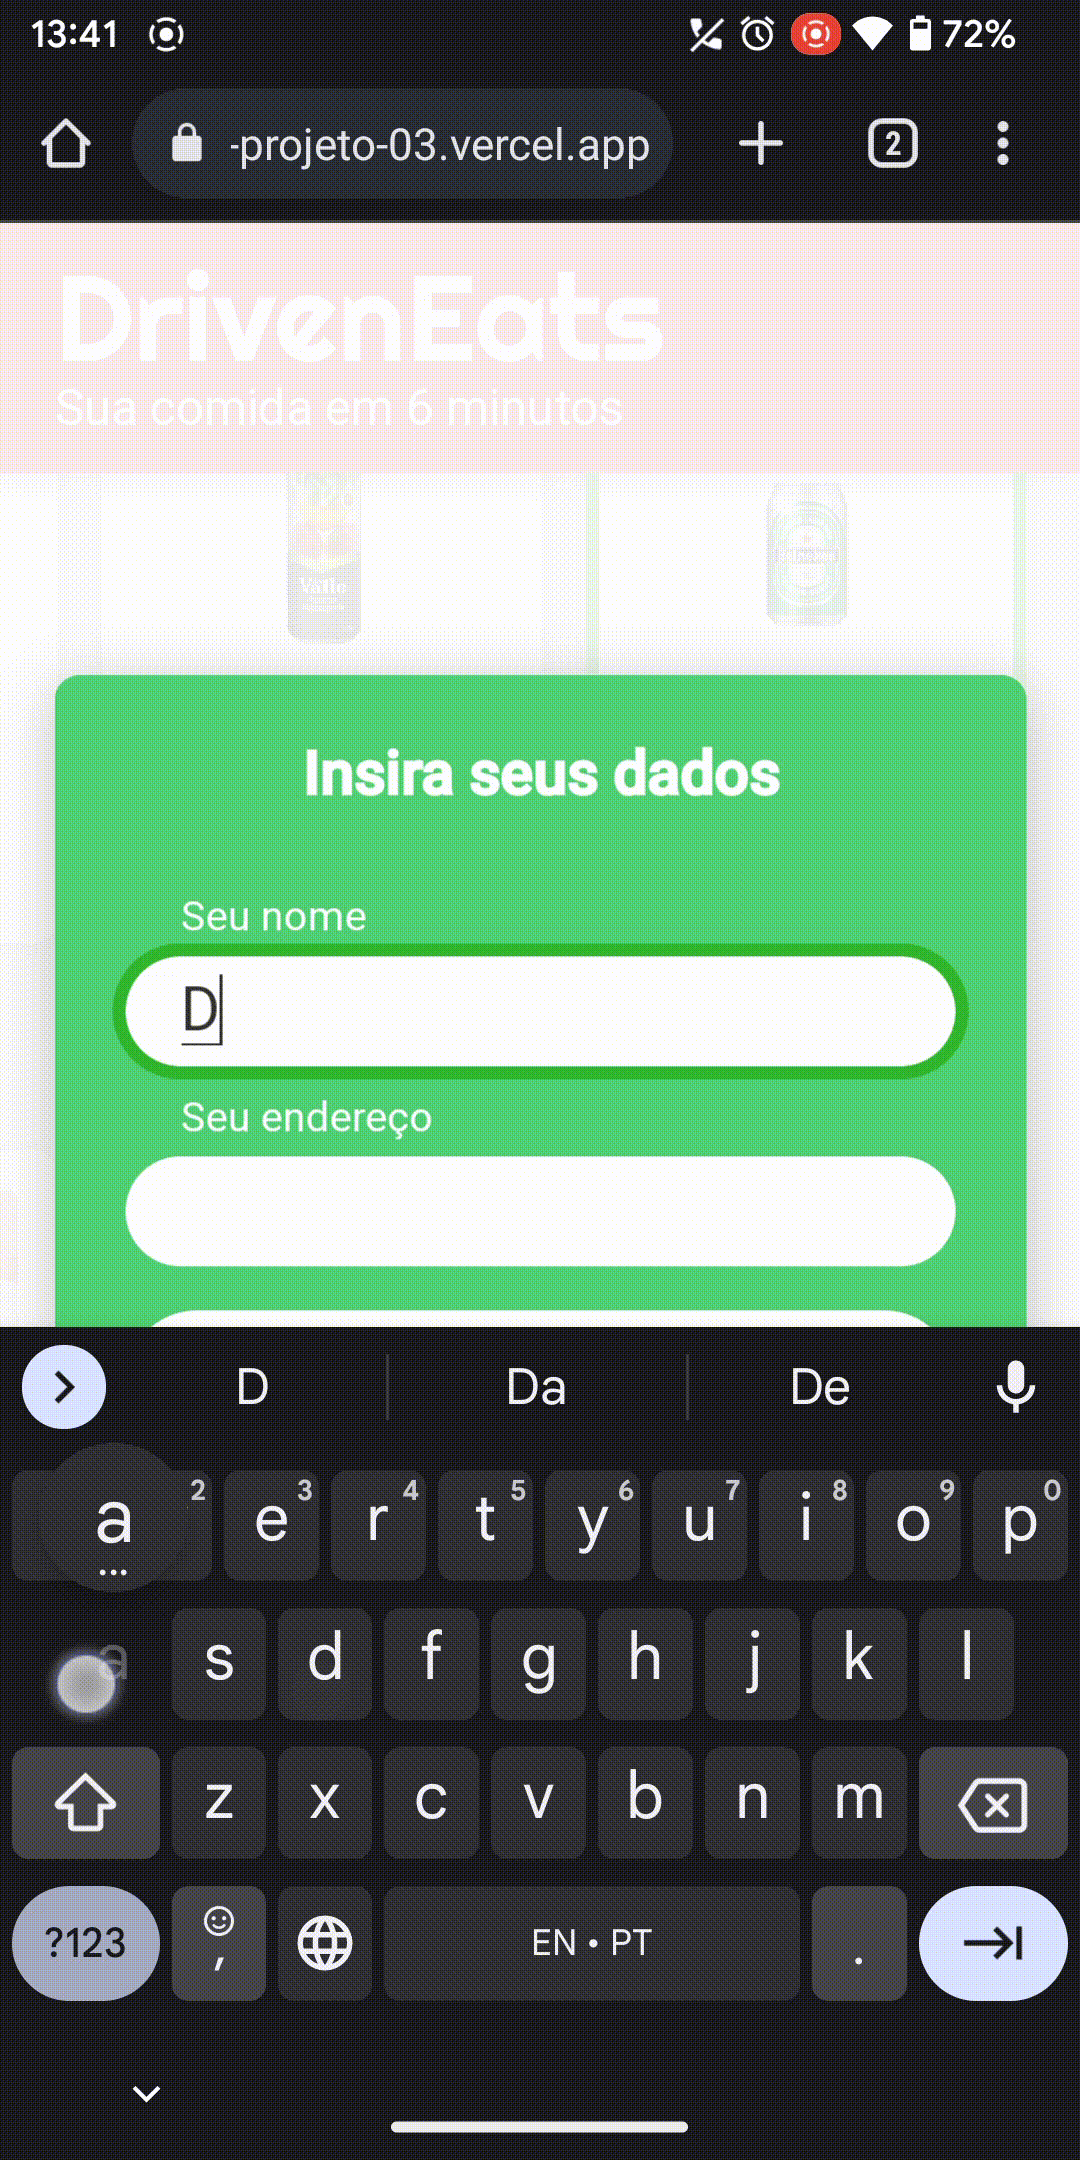 13:41 72%
-projeto-03.vercel.app 2
DrivenEats
Sua comida em 6 minutos
Insira seus dados
Seu nome
D
Seu endereço
D Da De
a 2 e 3 r 4 t 5 y 6 u 7 i 8 o 9 p 0
...
a s d f g h j k l
z x c v b n m
?123 , EN • PT .